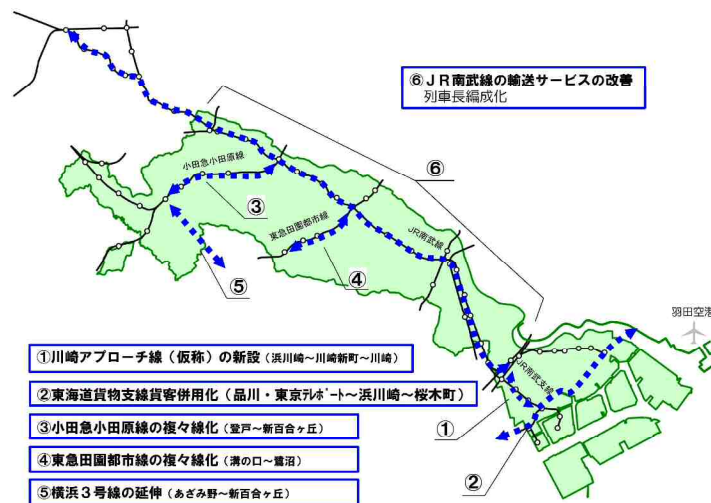 ⑥ＪＲ南武線の輸送サービスの改善
列車長編成化
⑥
小田急小田原線
③
東急田園都市線
JR南武線
④
⑤
羽田空港
JR南武支線
①川崎アプローチ線（仮称）の新設（浜川崎～川崎新町～川崎）
②東海道貨物支線貨客併用化（品川・東京ﾃﾚﾎﾟｰﾄ～浜川崎～桜木町）
①
③小田急小田原線の複々線化（登戸～新百合ヶ丘）
②
④東急田園都市線の複々線化（溝の口～鷺沼）
⑤横浜３号線の延伸（あざみ野～新百合ヶ丘）